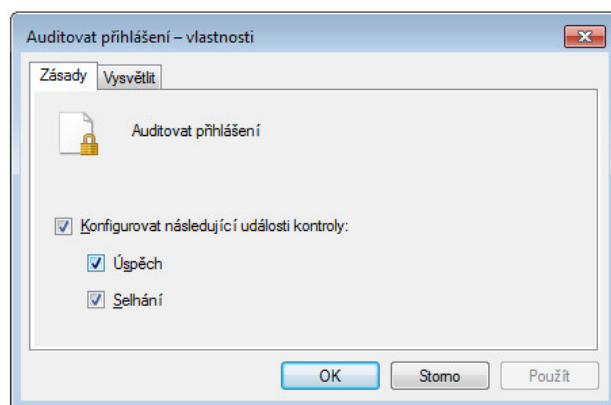 Auditovat přihlášení – vlastnosti
Zásady Vysvětlit
Auditovat přihlášení
Konfigurovat následující události kontroly:
Úspěch
Selhání
OK Storno Použít